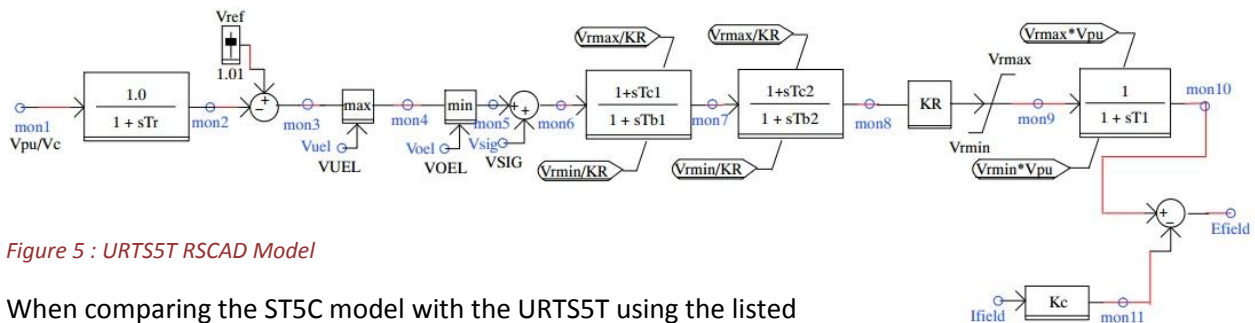 Vref
1.01
Vrmax/KR
Vrmax/KR
Vrmax*Vpu
1.0
1 + sTr
mon1
Vpu/Vc
mon2
mon3
max
mon4
min
mon5
mon6
1+sTc1
1 + sTb1
mon7
1+sTc2
1 + sTb2
mon8
KR
Vrmax
Vrmin
mon9
1
1 + sT1
mon10
Vuel
VUEL
Voel
VOEL
Vsig
VSIG
Vrmin/KR
Vrmin/KR
Vrmin*Vpu
Efield
Ifield
Kc
mon11
Figure 5 : URTS5T RSCAD Model
When comparing the ST5C model with the URTS5T using the listed